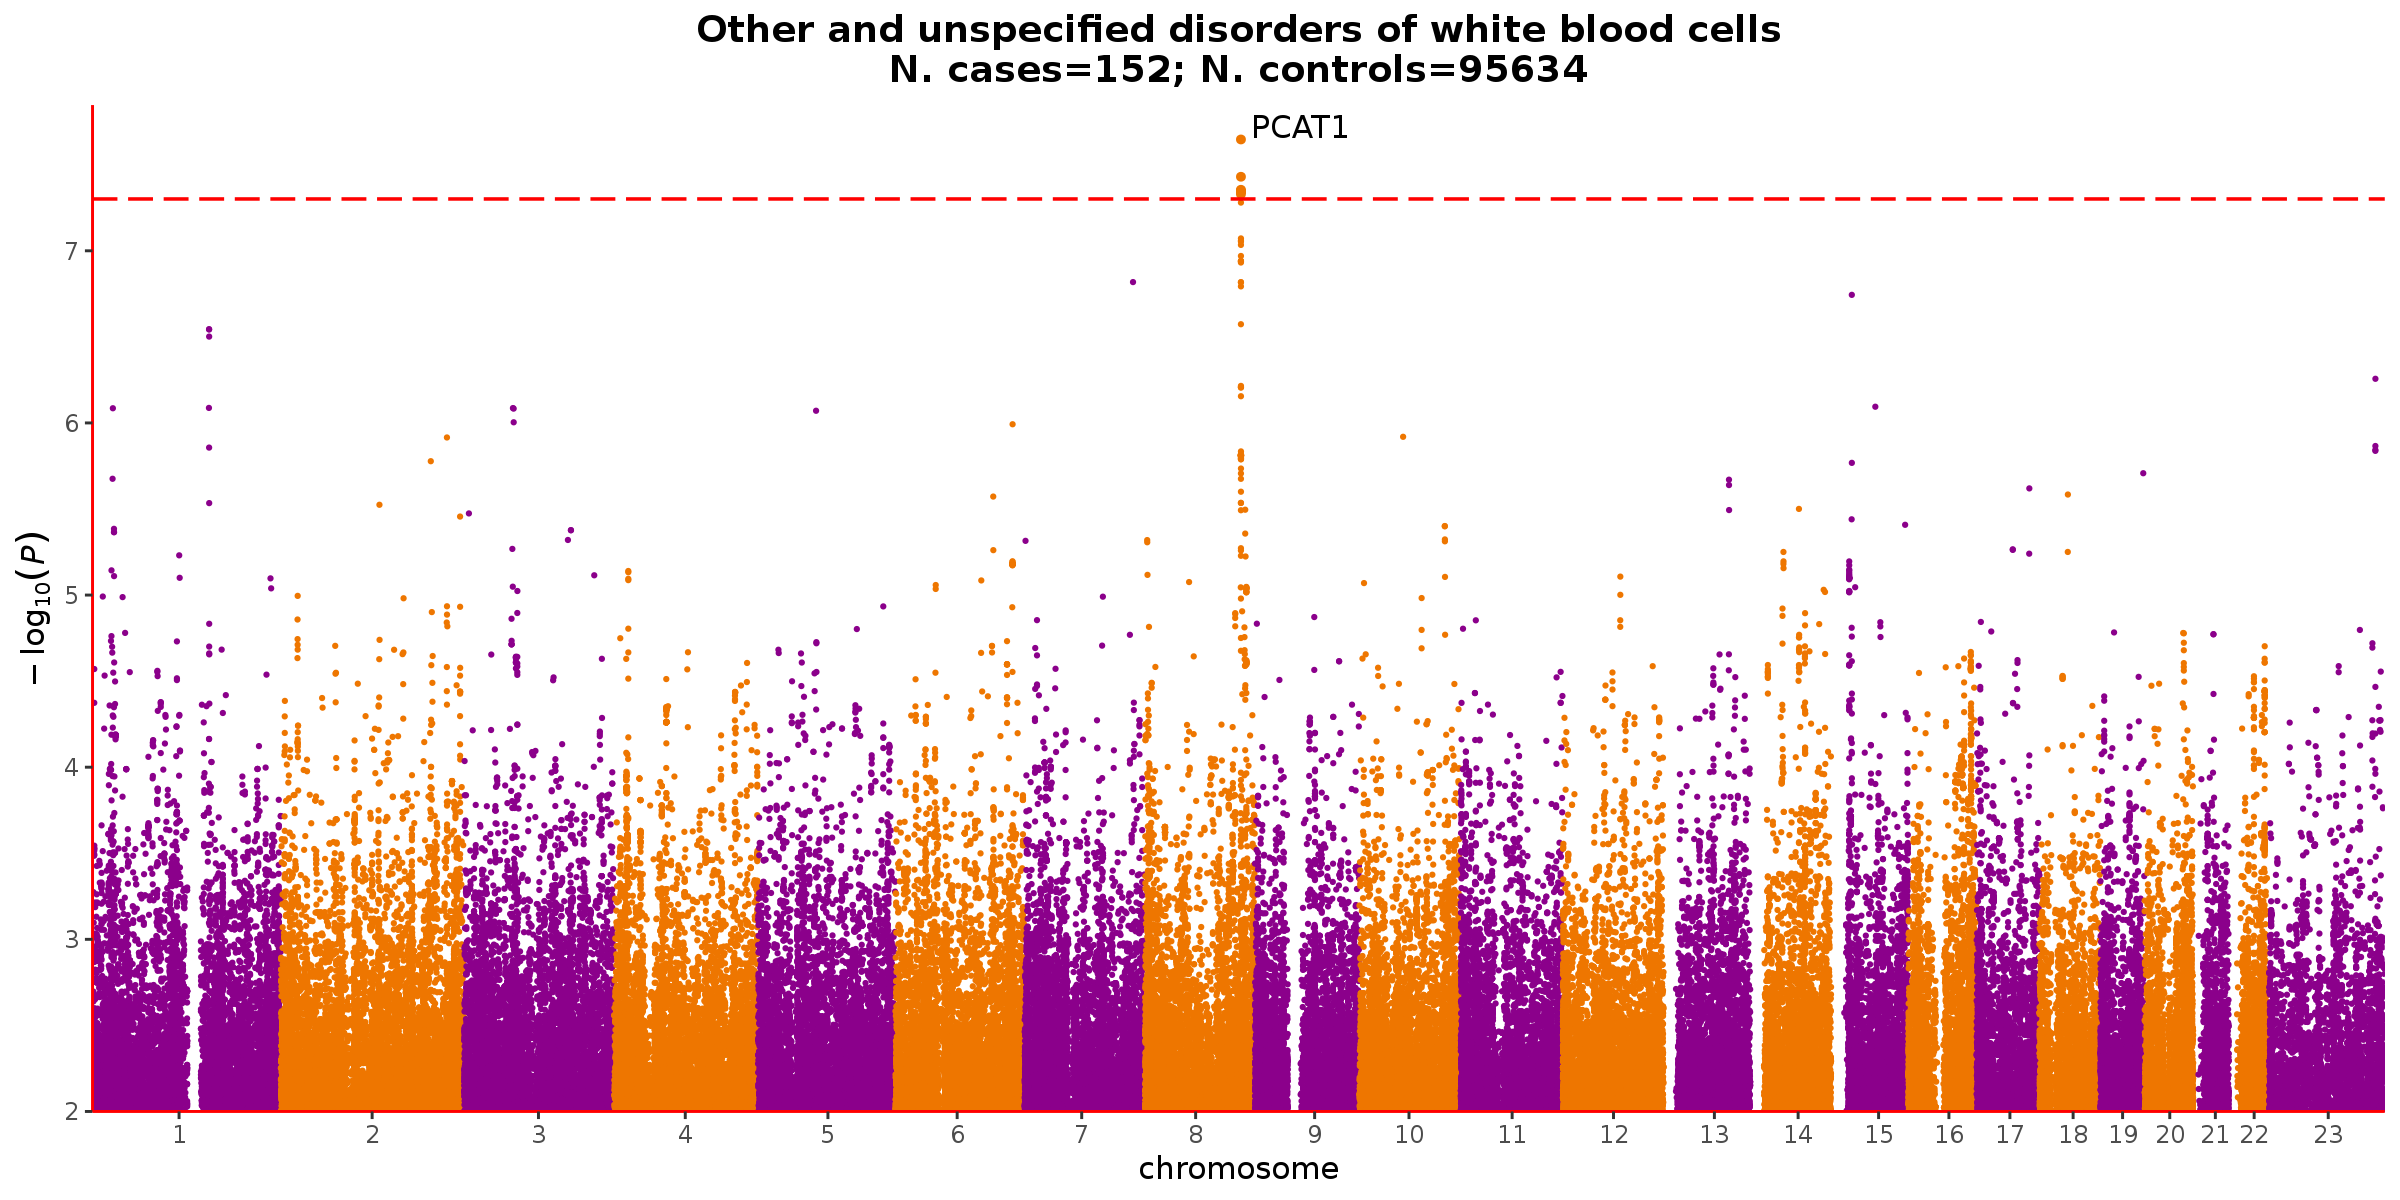 Other and unspecified disorders of white blood cells
N. cases=152; N. controls=95634
PCAT1
7
6
5
4
3
2
−log₁₀(P)
1 2 3 4 5 6 7 8 9 10 11 12 13 14 15 16 17 18 19 20 21 22 23
chromosome